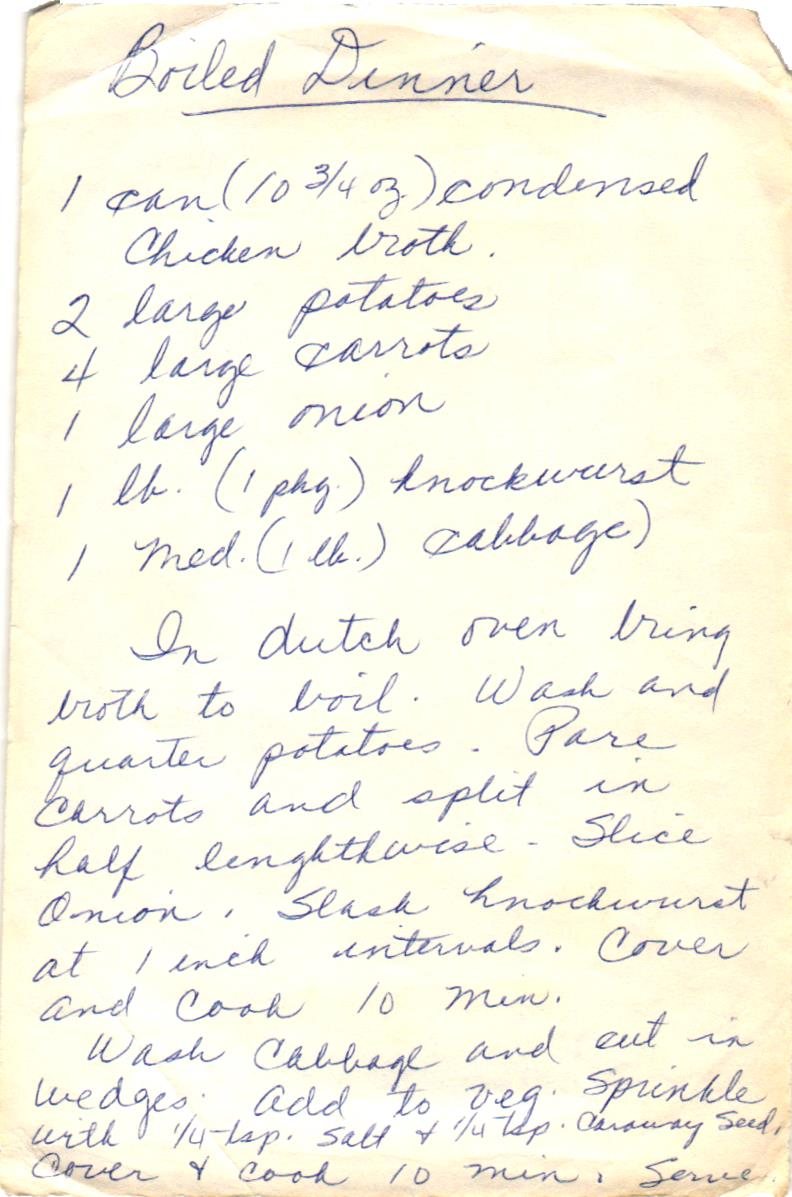 Boiled Dinner
1 can (10 3/4 oz.) condensed
Chicken broth.
2 large potatoes
4 large carrots
1 large onion
1 lb. (1 pkg.) knockwurst
1 Med. (1 lb.) cabbage)
In dutch oven bring
broth to boil. Wash and
quarter potatoes. Pare
Carrots and split in
half lenghthwise - Slice
Onion. Slash knockwurst
at 1 inch intervals. Cover
and Cook 10 Min.
Wash Cabbage and cut in
wedges. Add to veg. Sprinkle
with 1/4 tsp. Salt + 1/4 tsp. Caraway Seed.
Cover + Cook 10 min. Serve.